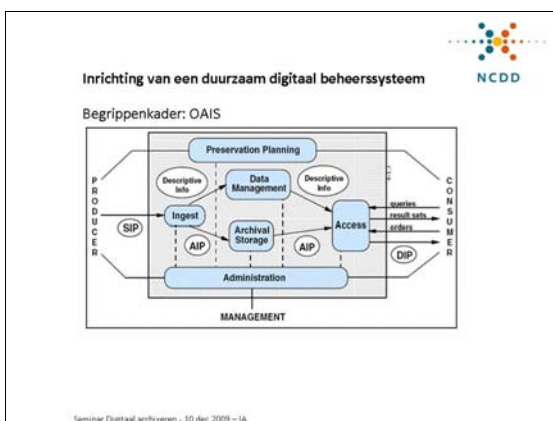 NCDD
Inrichting van een duurzaam digitaal beheerssysteem
Begrippenkader: OAIS
Preservation Planning
PRODUCER
CONSUMER
Descriptive
Info
Data
Management
Descriptive
Info
Ingest
queries
result sets
orders
SIP
Archival
Storage
Access
AIP
AIP
DIP
Administration
MANAGEMENT
Seminar Digitaal archiveren - 10 dec 2009 – IA